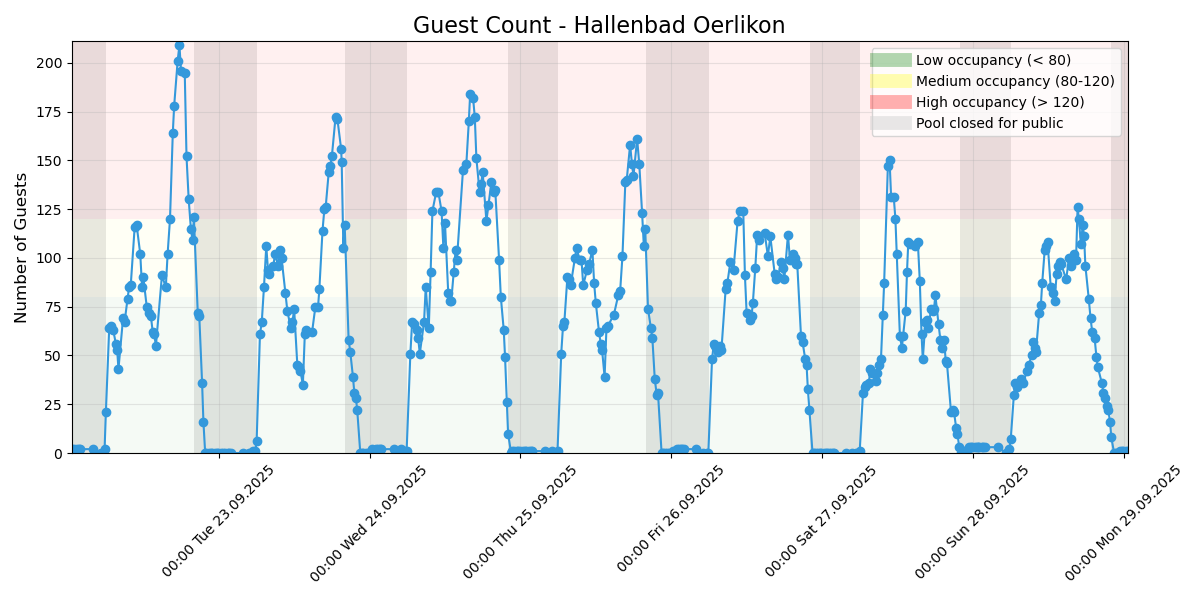 Guest Count - Hallenbad Oerlikon
Number of Guests
200
175
150
125
100
75
50
25
0
Low occupancy (< 80)
Medium occupancy (80-120)
High occupancy (> 120)
Pool closed for public
00:00 Tue 23.09.2025
00:00 Wed 24.09.2025
00:00 Thu 25.09.2025
00:00 Fri 26.09.2025
00:00 Sat 27.09.2025
00:00 Sun 28.09.2025
00:00 Mon 29.09.2025